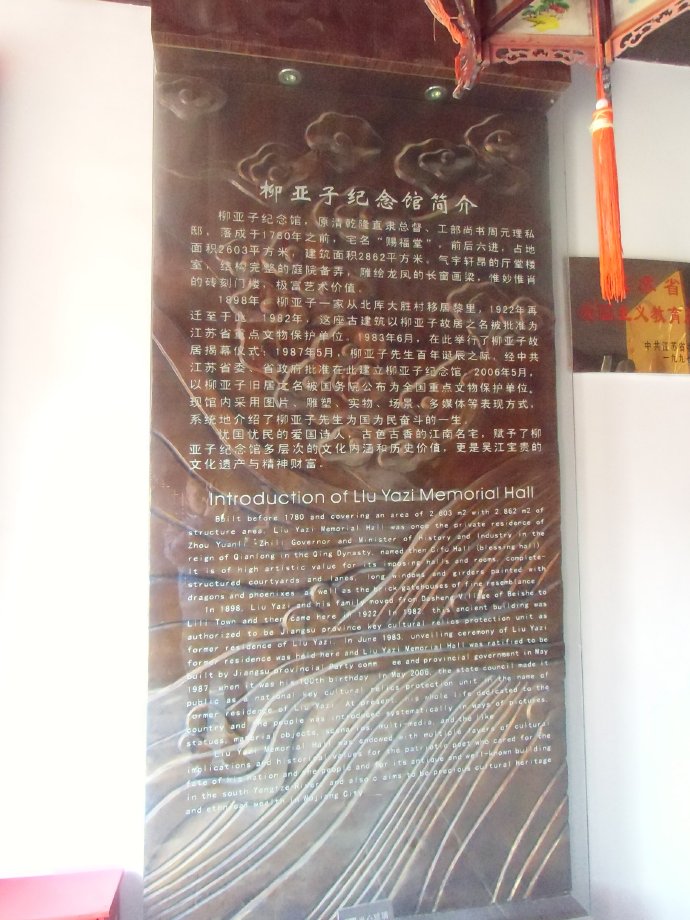 柳亚子纪念馆简介
柳亚子纪念馆，原清乾隆直隶总督、工部尚书周元理私
邸，落成于1780年之前，宅名“赐福堂”，前后六进，占地
面积2603平方米，建筑面积2862平方米。气宇轩昂的厅堂楼
室，结构完整的庭院备弄，雕绘龙凤的长窗画梁，惟妙惟肖
的砖刻门楼，极富艺术价值。
1898年，柳亚子一家从北厍大胜村移居黎里，1922年再
迁至于此。1982年，这座古建筑以柳亚子故居之名被批准为
江苏省重点文物保护单位。1983年6月，在此举行了柳亚子故
居揭幕仪式；1987年5月，柳亚子先生百年诞辰之际，经中共
江苏省委、省政府批准在此建立柳亚子纪念馆。2006年5月，
以柳亚子旧居之名被国务院公布为全国重点文物保护单位。
现馆内采用图片、雕塑、实物、场景、多媒体等表现方式，
系统地介绍了柳亚子先生为国为民奋斗的一生。
忧国忧民的爱国诗人，古色古香的江南名宅，赋予了柳
亚子纪念馆多层次的文化内涵和历史价值，更是吴江宝贵的
文化遗产与精神财富。
Introduction of Liu Yazi Memorial Hall
Built before 1780 and covering an area of 2 603 m2 with 2 862 m2 of
structure area, Liu Yazi Memorial Hall was once the private residence of
Zhou Yuanli, Zhili Governor and Minister of History and Industry in the
reign of Qianlong in the Qing Dynasty, named then Cifu Hall (blessing hall).
It is of high artistic value for its imposing halls and rooms, complete-
structured courtyards and lanes, long windows and girders painted with
dragons and phoenixes as the brick gatehouses of fine resemblance.
In 1898, Liu Yazi and his family moved from Dasheng Village of Beishe to
Lili Town and then came here in 1922. In 1982, this ancient building was
authorized to be Jiangsu province key cultural relics protection unit as
former residence of Liu Yazi. In June 1983, unveiling ceremony of Liu Yazi
former residence was held here and Liu Yazi Memorial Hall was ratified to be
built by Jiangsu provincial Party comm ee and provincial government in May
1987, when it was his 100th birthday. In May 2006, the state council made it
public as a national key cultural relics protection unit in the name of
former residence of Liu Yazi. At present, his whole life dedicated to the
country and the people was introduced systematically in ways of pictures,
statues, material objects, scenarios, multi-media, and the like.
Liu Yazi Memorial Hall was endowed with multiple layers of cultural
implications and historical values for the patriotic poet who cared for the
fate of his nation and the people and for its antique and well-known building
in the south Yangtze River, and also claims to be precious cultural heritage
and ethnical wealth in Wujiang City.
省
主义教育
中共江苏省
一九九